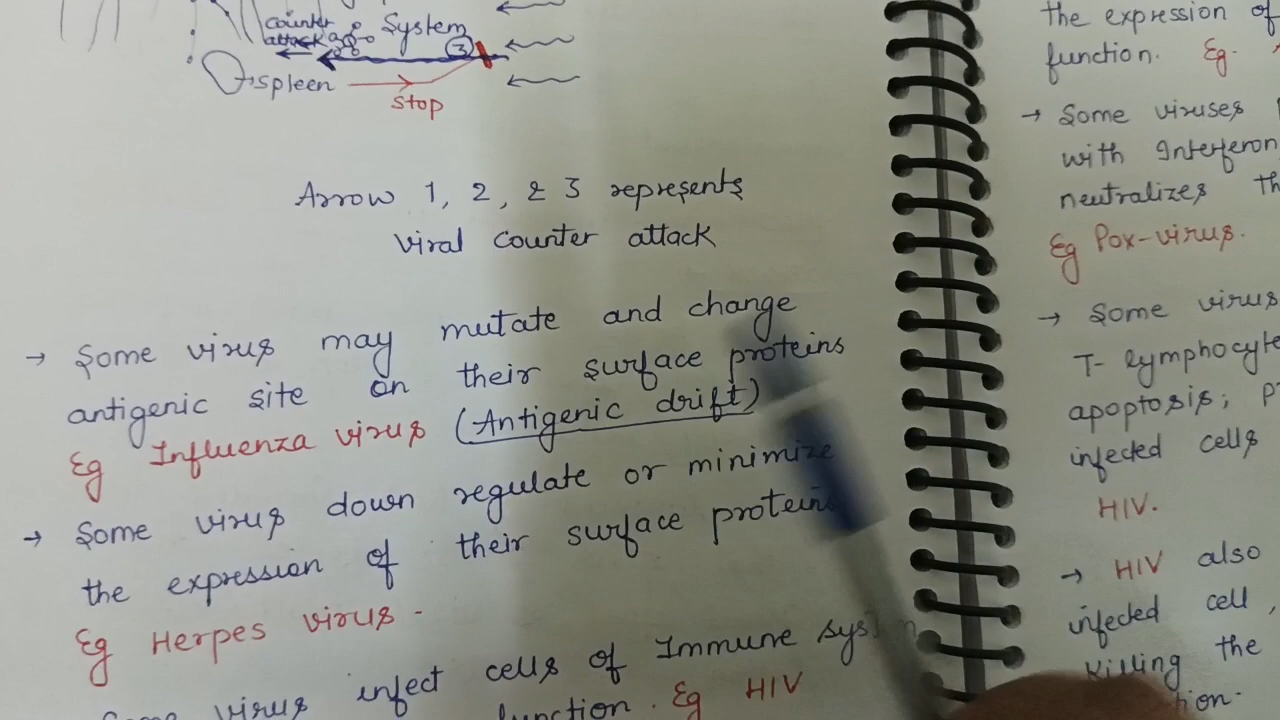 counter
attack
System
3
spleen
stop
Arrow 1, 2, & 3 represents
viral counter attack
→ Some virus may mutate and change
antigenic site on their surface proteins
Eg Influenza virus (Antigenic drift)
→ Some virus down regulate or minimize
the expression of their surface proteins
Eg Herpes virus.
Some virus infect cells of Immune
function. Eg HIV
the expression of
function. Eg.
→ Some viruses
with Interferon
neutralizes
Eg Pox-virus.
→ Some virus
T-lymphocyte
apoptosis;
infected cells
HIV.
→ HIV also
infected cell,
killing the